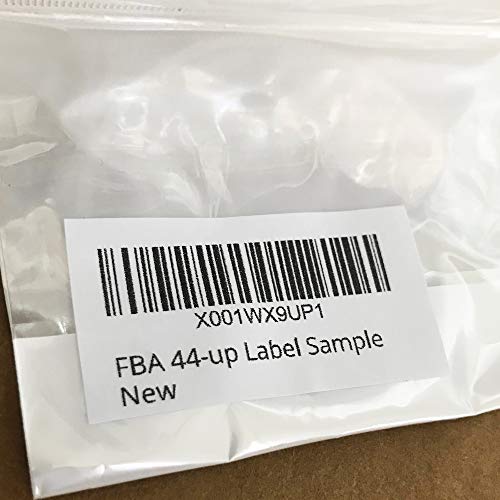 X001WX9UP1
FBA 44-up Label Sample
New